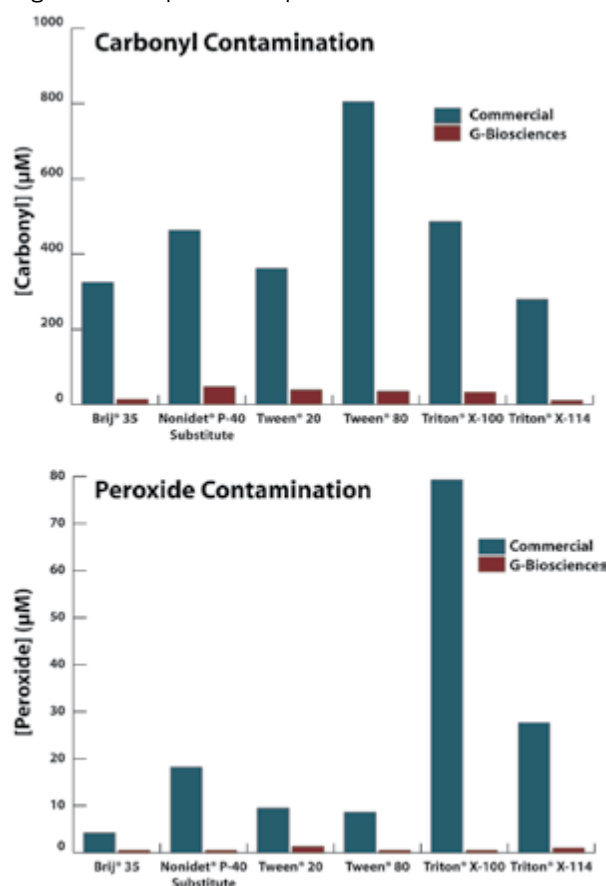 Carbonyl Contamination
1000
800
600
400
200
0
[Carbonyl] (µM)
Commercial
G-Biosciences
Brij® 35
Nonidet® P-40
Substitute
Tween® 20
Tween® 80
Triton® X-100
Triton® X-114
Peroxide Contamination
80
70
60
50
40
30
20
10
0
[Peroxide] (µM)
Commercial
G-Biosciences
Brij® 35
Nonidet® P-40
Substitute
Tween® 20
Tween® 80
Triton® X-100
Triton® X-114